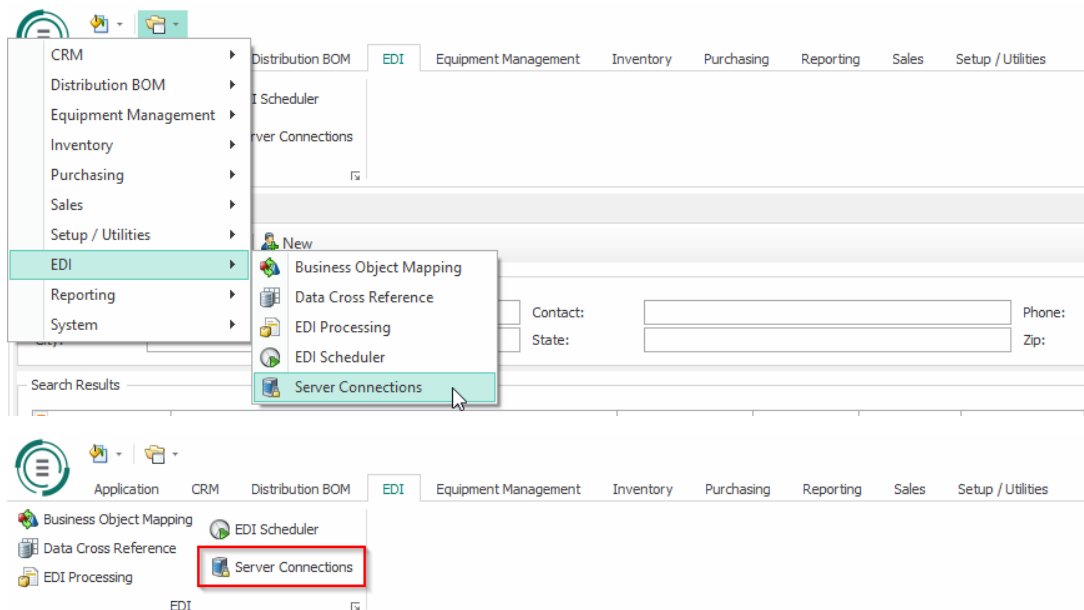 CRM
Distribution BOM
Equipment Management
Inventory
Purchasing
Sales
Setup / Utilities
EDI
Reporting
System
Distribution BOM EDI Equipment Management Inventory Purchasing Reporting Sales Setup / Utilities
I Scheduler
rver Connections
New
Business Object Mapping
Data Cross Reference
EDI Processing
EDI Scheduler
Server Connections
Contact: Phone:
State: Zip:
Search Results
Application CRM Distribution BOM EDI Equipment Management Inventory Purchasing Reporting Sales Setup / Utilities
Business Object Mapping EDI Scheduler
Data Cross Reference
Server Connections
EDI Processing
EDI